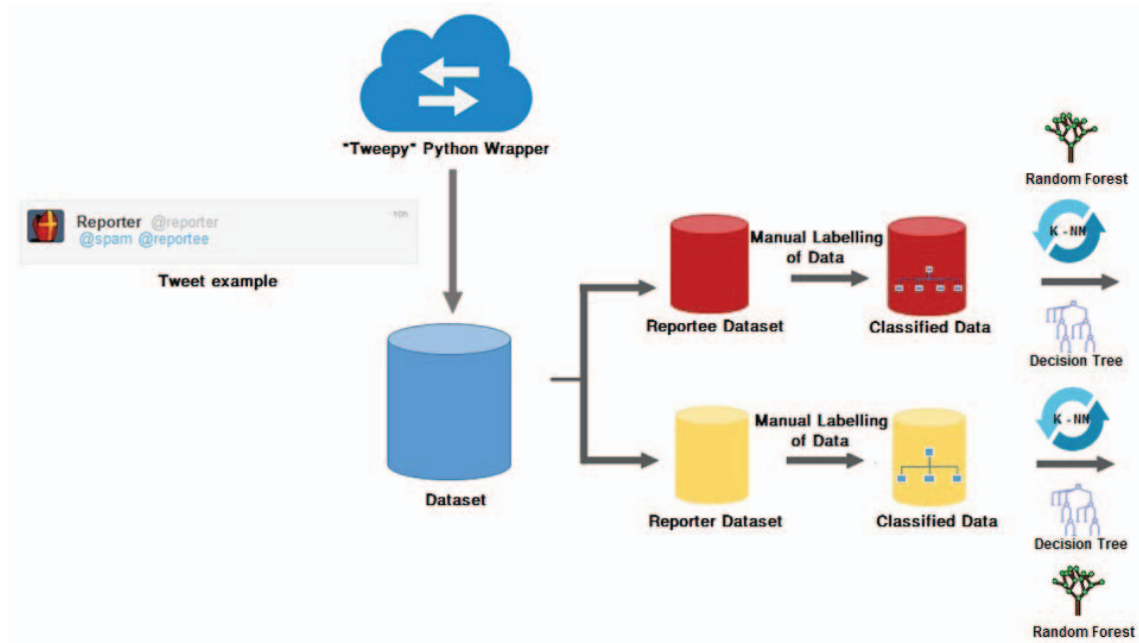 "Tweepy" Python Wrapper
Reporter @reporter
10h
@spam @reportee
Tweet example
Dataset
Manual Labelling
of Data
Reportee Dataset
Classified Data
Manual Labelling
of Data
Reporter Dataset
Classified Data
Random Forest
K - NN
Decision Tree
K - NN
Decision Tree
Random Forest